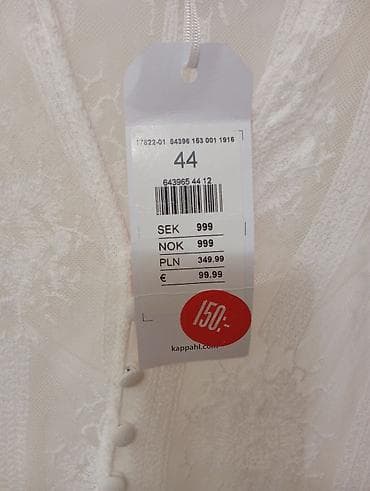 17822-01 64396 153 001 1916
44
643965 44 12
SEK 999
NOK 999
PLN 349.99
€ 99.99
150:-
kappahl.com